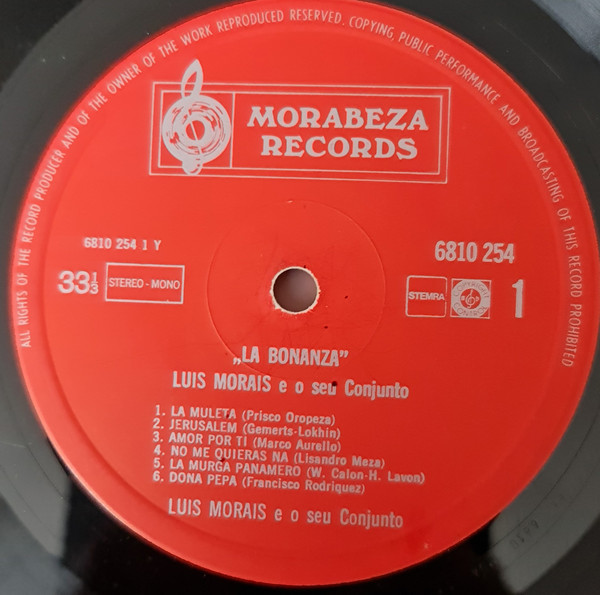 ALL RIGHTS OF THE RECORD PRODUCER AND OF THE OWNER OF THE WORK REPRODUCED RESERVED. COPYING, PUBLIC PERFORMANCE AND BROADCASTING OF THIS RECORD PROHIBITED
MORABEZA
RECORDS
6810 254 1 Y
6810 254
33 1/3
STEREO - MONO
STEMRA
1
„LA BONANZA”
LUIS MORAIS e o seu Conjunto
1. LA MULEYA (Prisco Oropeza)
2. JERUSALEM (Gemerts-Lokhin)
3. AMOR POR TI (Marco Aurelio)
4. NO ME QUIERAS NA (Lisandro Meza)
5. LA MURGA PANAMERO (W. Calon-H. Lavon)
6. DONA PEPA (Francisco Rodriquez)
LUIS MORAIS e o seu Conjunto